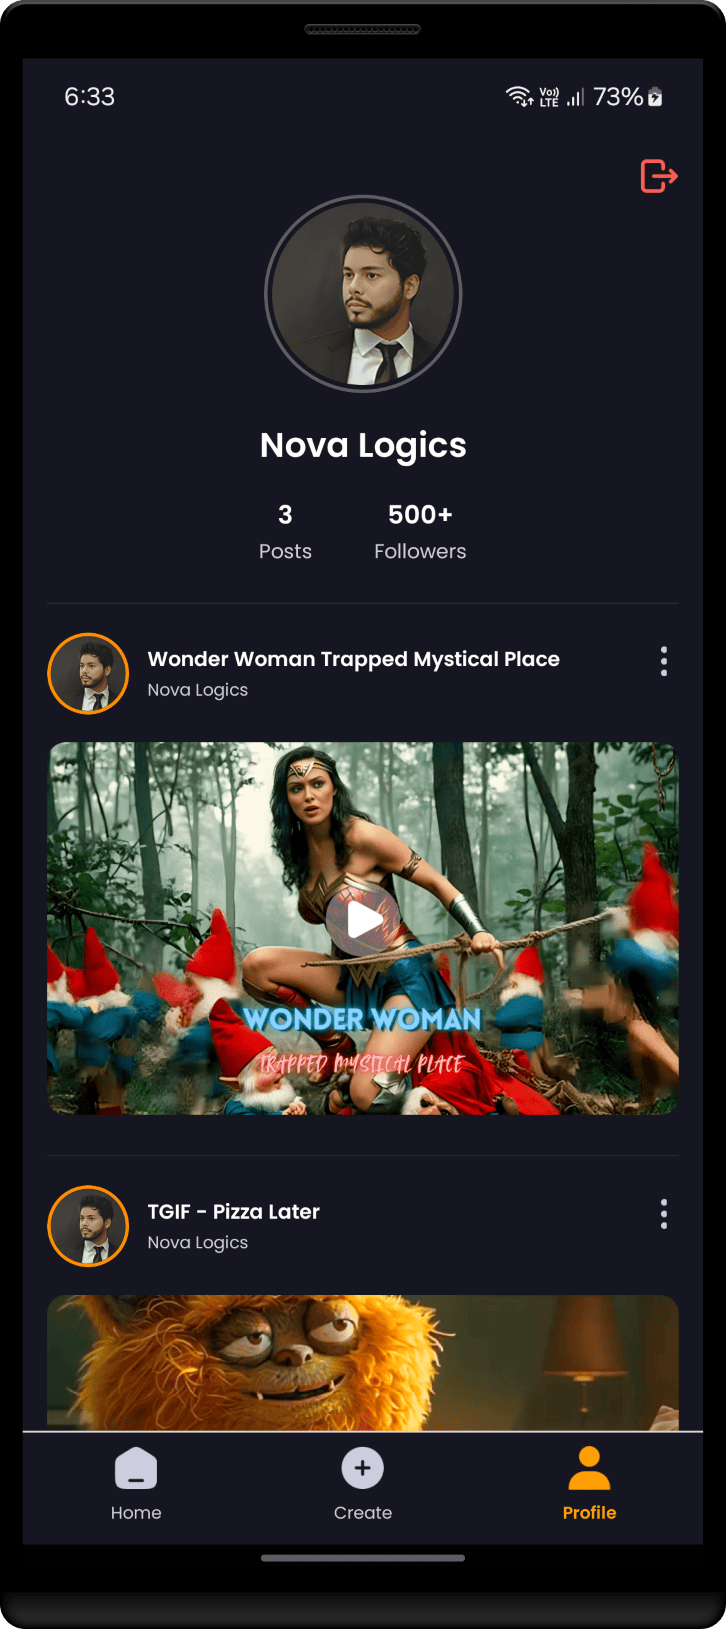 6:33
Vo))
LTE
73%
Nova Logics
3
Posts
500+
Followers
Wonder Woman Trapped Mystical Place
Nova Logics
WONDER WOMAN
TRAPPED MYSTICAL PLACE
TGIF - Pizza Later
Nova Logics
Home
Create
Profile